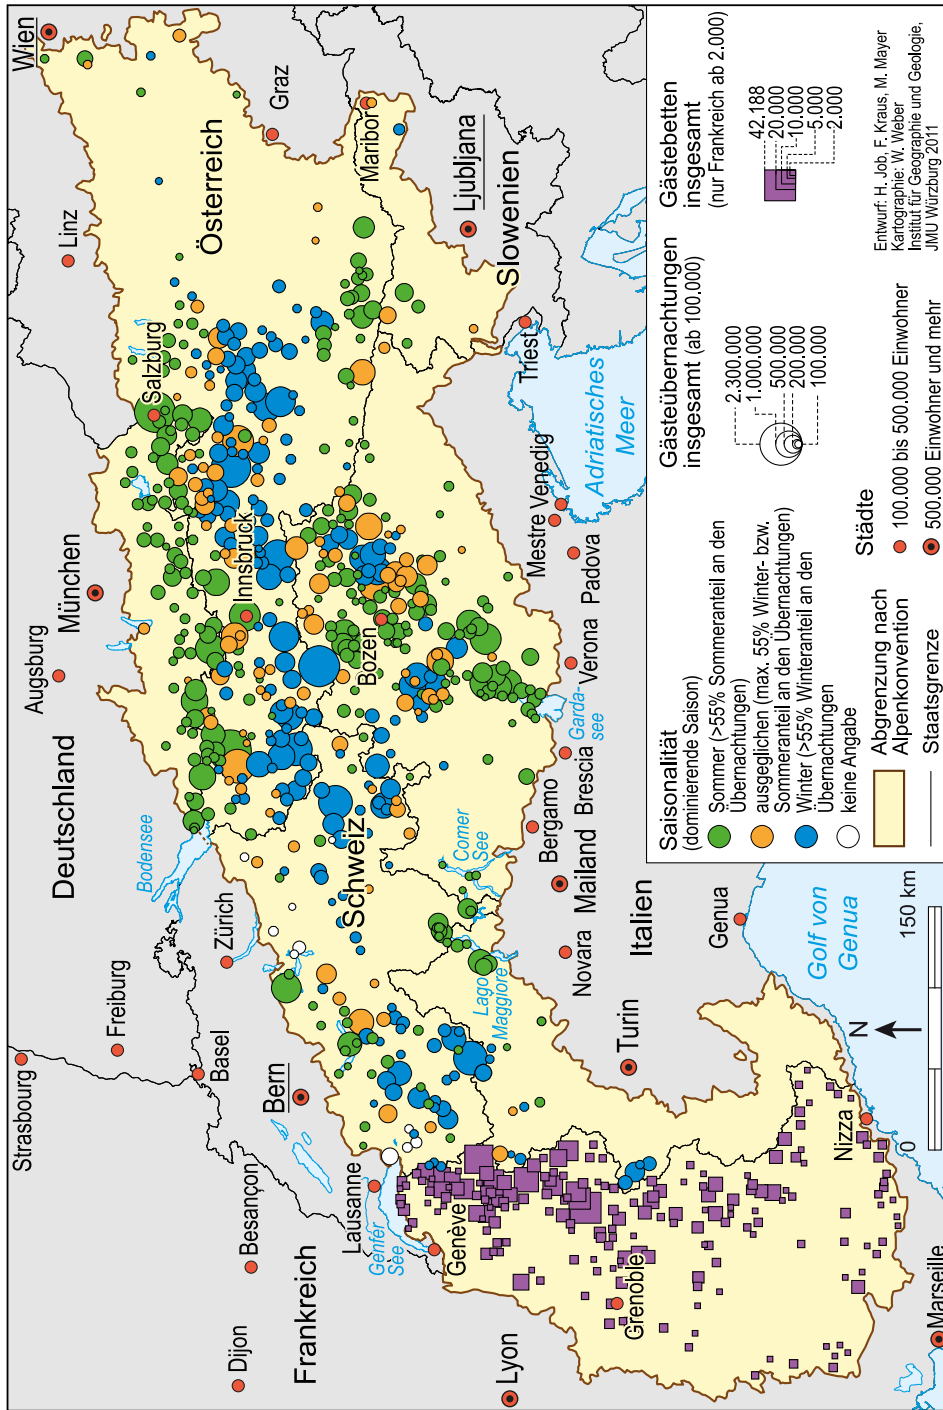 Strasbourg
Freiburg
Basel
Besançon
Dijon
Frankreich
Bern
Lausanne
Genfer
See
Genève
Lyon
Grenoble
Marseille
Nizza
Turin
Zürich
Bodensee
Deutschland
Augsburg
München
Schweiz
Lago
Maggiore
Comer
See
Novara
Mailand
Bergamo
Brescia
Garda-
see
Verona
Padova
Mestre
Venedig
Italien
Genua
Golf von
Genua
Innsbruck
Bozen
Salzburg
Linz
Wien
Österreich
Graz
Maribor
Ljubljana
Slowenien
Triest
Adriatisches
Meer
N
0
150 km
Saisonalität
(dominierende Saison)
Sommer (>55% Sommeranteil an den
Übernachtungen)
ausgeglichen (max. 55% Winter- bzw.
Sommeranteil an den Übernachtungen)
Winter (>55% Winteranteil an den
Übernachtungen
keine Angabe
Abgrenzung nach
Alpenkonvention
Staatsgrenze
Gästeübernachtungen
insgesamt (ab 100.000)
2.300.000
1.000.000
500.000
200.000
100.000
Städte
100.000 bis 500.000 Einwohner
500.000 Einwohner und mehr
Gästebetten
insgesamt
(nur Frankreich ab 2.000)
42.188
20.000
10.000
5.000
2.000
Entwurf: H. Job, F. Kraus, M. Mayer
Kartographie: W. Weber
Institut für Geographie und Geologie,
JMU Würzburg 2011